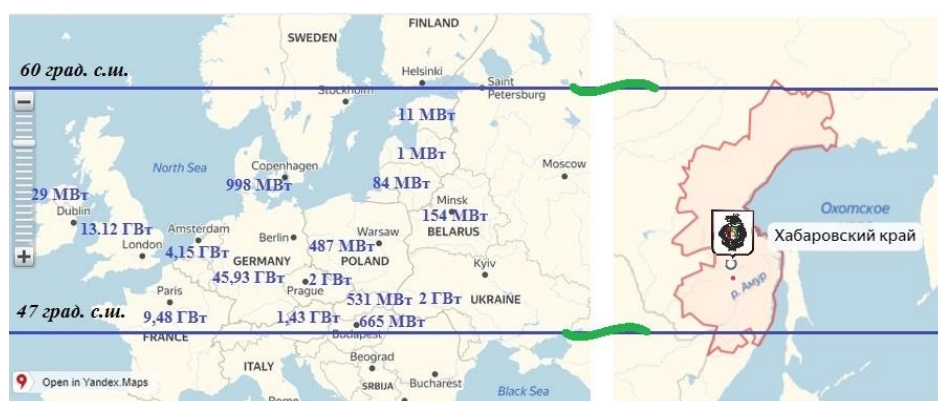 FINLAND
SWEDEN
60 град. с.ш.
Helsinki
Stockholm
Saint
Petersburg
11 МВт
1 МВт
North Sea
Copenhagen
Moscow
998 МВт
84 МВт
29 МВт
Minsk
154 МВт
BELARUS
Dublin
13,12 ГВт
Amsterdam
London
4,15 ГВт
Berlin
Warsaw
487 МВт
POLAND
GERMANY
45,93 ГВт
Prague
2 ГВт
Kyiv
Paris
531 МВт
2 ГВт
UKRAINE
47 град. с.ш.
9,48 ГВт
1,43 ГВт
665 МВт
Budapest
FRANCE
ITALY
Belgrade
SRBIJA
Bucharest
Open in Yandex.Maps
Rome
Black Sea
Охотское
Хабаровский край
р. Амур